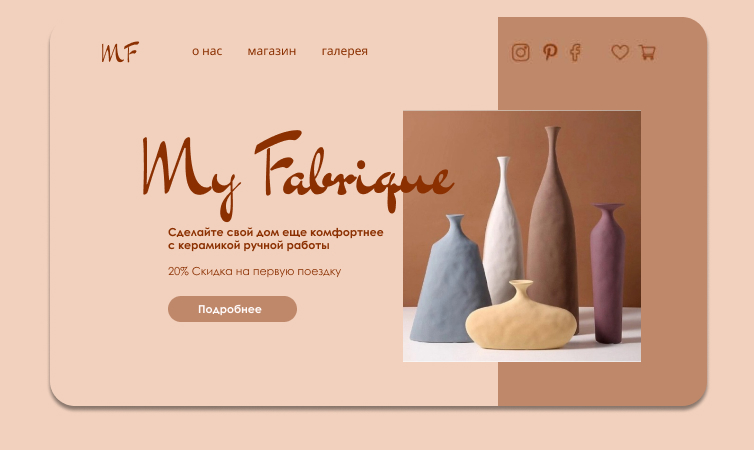 MF
о нас магазин галерея
My Fabrique
Сделайте свой дом еще комфортнее
с керамикой ручной работы
20% Скидка на первую поездку
Подробнее